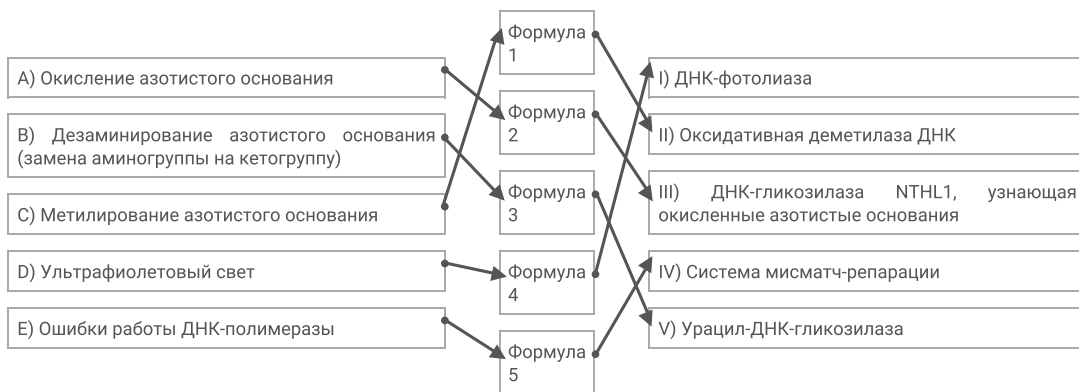 A) Окисление азотистого основания
B) Дезаминирование азотистого основания
(замена аминогруппы на кетогруппу)
C) Метилирование азотистого основания
D) Ультрафиолетовый свет
E) Ошибки работы ДНК-полимеразы
Формула
1
Формула
2
Формула
3
Формула
4
Формула
5
I) ДНК-фотолиаза
II) Оксидативная деметилаза ДНК
III) ДНК-гликозилаза NTHL1, узнающая
окисленные азотистые основания
IV) Система мисматч-репарации
V) Урацил-ДНК-гликозилаза